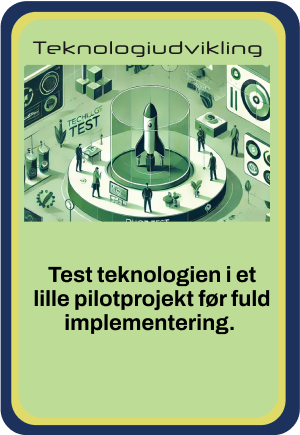 Teknologiudvikling
TEST
Test teknologien i et
lille pilotprojekt før fuld
implementering.